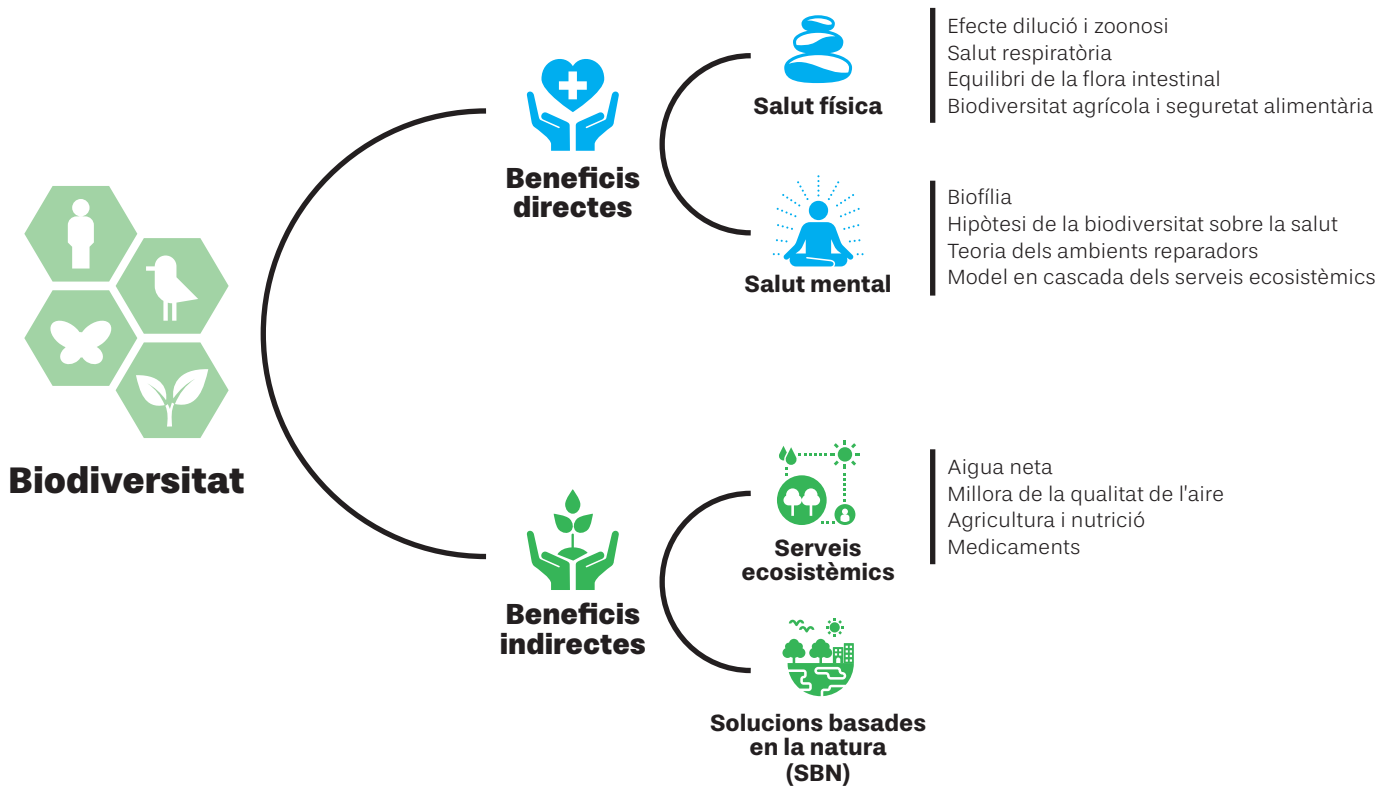 Biodiversitat
Beneficis
directes
Salut física
Efecte dilució i zoonosi
Salut respiratòria
Equilibri de la flora intestinal
Biodiversitat agrícola i seguretat alimentària
Salut mental
Biofília
Hipòtesi de la biodiversitat sobre la salut
Teoria dels ambients reparadors
Model en cascada dels serveis ecosistèmics
Beneficis
indirectes
Serveis
ecosistèmics
Aigua neta
Millora de la qualitat de l'aire
Agricultura i nutrició
Medicaments
Solucions basades
en la natura
(SBN)